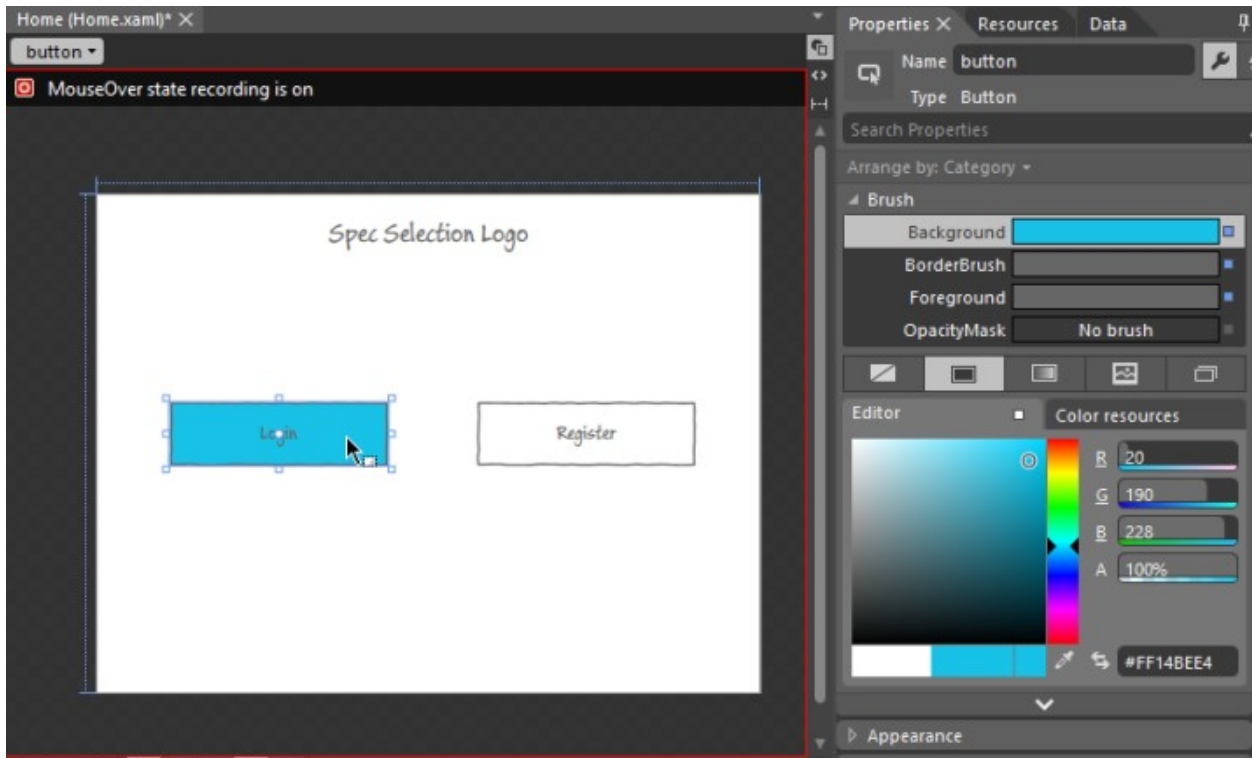 Home (Home.xaml)*
button
MouseOver state recording is on
Spec Selection Logo
Login
Register
Properties Resources Data
Name button
Type Button
Search Properties
Arrange by: Category
Brush
Background
BorderBrush
Foreground
OpacityMask No brush
Editor
Color resources
R 20
G 190
B 228
A 100%
#FF14BEE4
Appearance